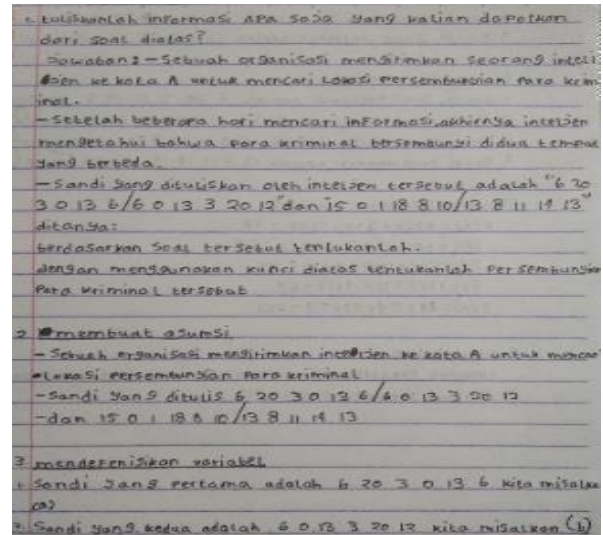 1. tuliskanlah informasi apa saja yang kalian dapatkan
dari soal diatas?
Jawaban: - Sebuah organisasi mengirimkan seorang inteli
jen ke kota A untuk mencari Lokasi Persembunyian Para krim
inal.
- Setelah beberapa hari mencari informasi, akhirnya intelijen
mengetahui bahwa para kriminal bersembunyi didua tempat
yang berbeda.
- Sandi yang dituliskan oleh intelijen tersebut adalah "6 20
3 0 13 6/6 0 13 3 20 12" dan "15 0 1 18 8 10/13 8 11 19 13"
ditanya:
berdasarkan Soal tersebut tentukanlah.
dengan menggunakan kunci diatas tentukanlah Persembunyian
Para kriminal tersebut
2 membuat asumsi
- Sebuah organisasi mengirimkan intelijen ke kota A untuk mencari
Lokasi Persembunyian Para kriminal
- Sandi yang ditulis 6 20 3 0 13 6/6 0 13 3 20 12
- dan 15 0 1 18 8 10/13 8 11 19 13
3 mendefenisikan variabel
1. Sandi yang Pertama adalah 6 20 3 0 13 6 kita misalkan
(a)
2. Sandi yang kedua adalah 6 0, 13 3 20 12 kita misalkan (b)